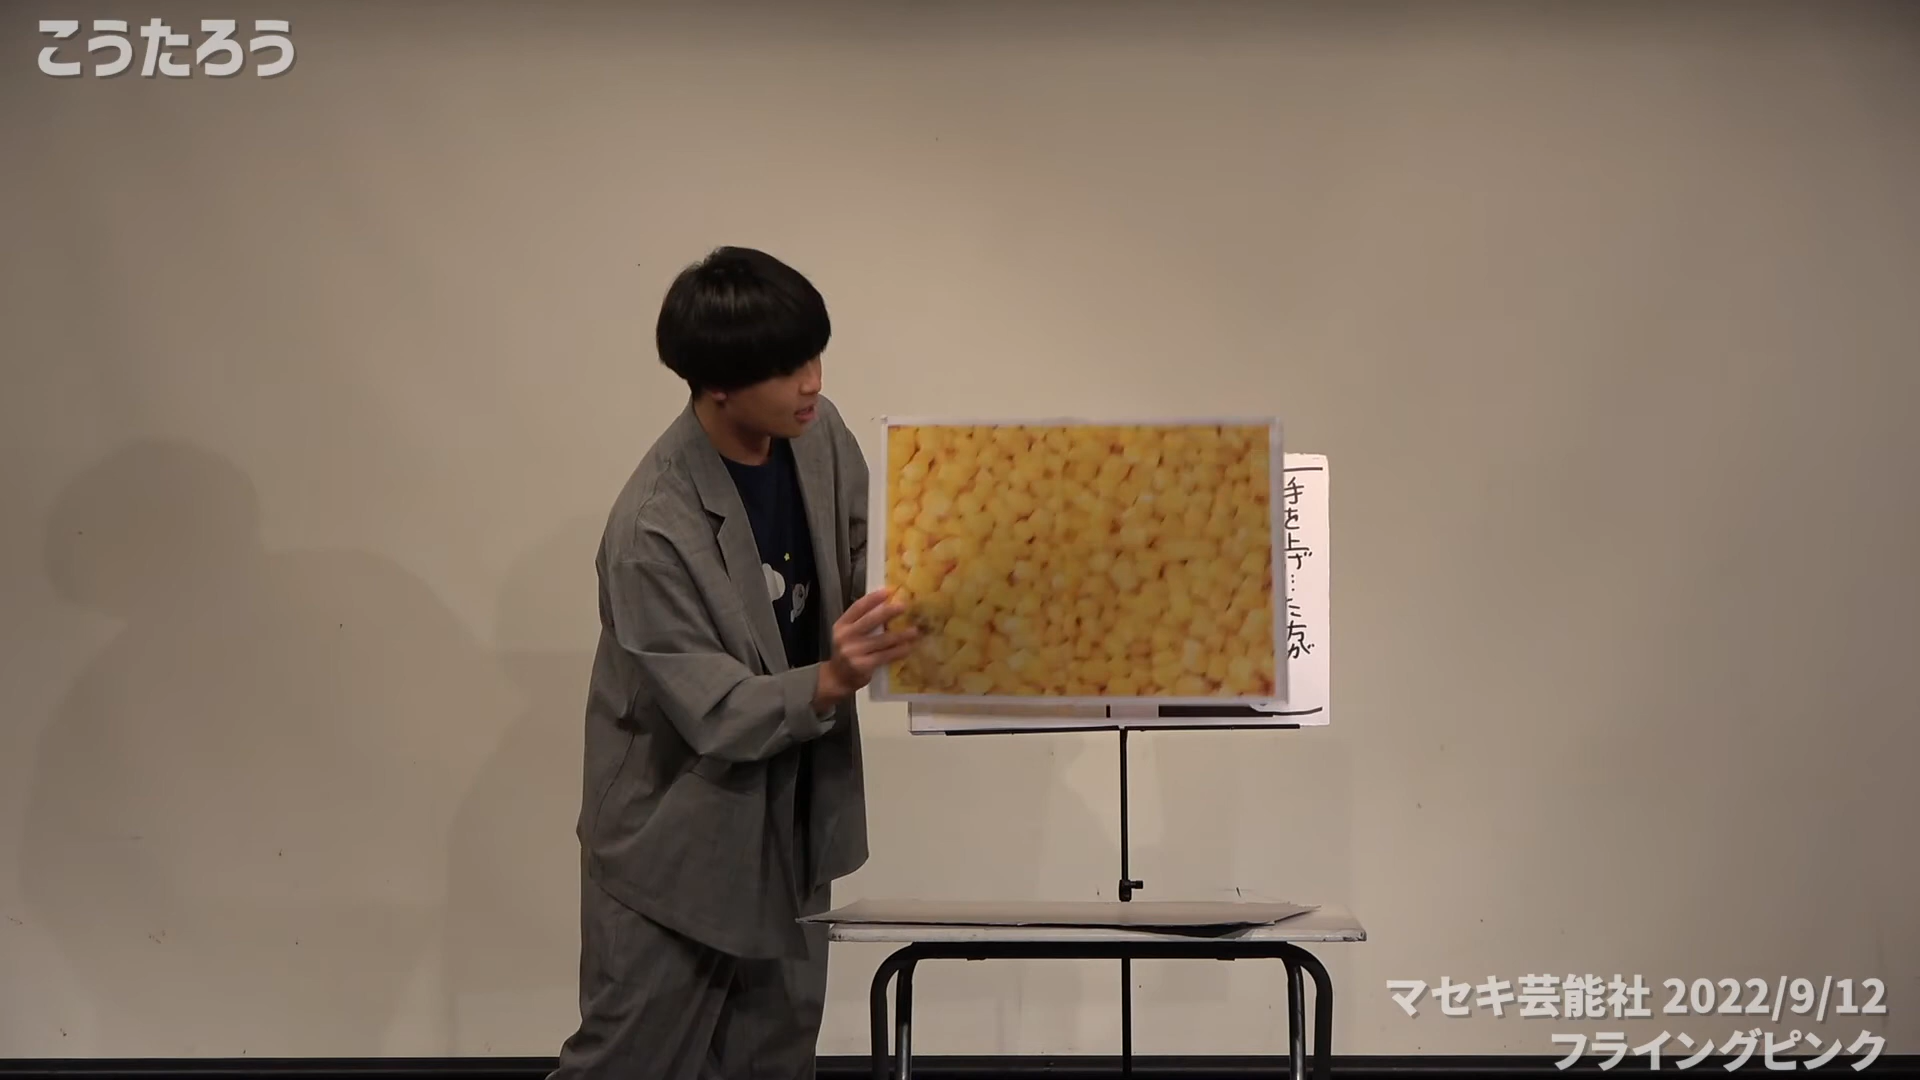 こうたろう
手を上げ…た方が
マセキ芸能社 2022/9/12
フライングピンク